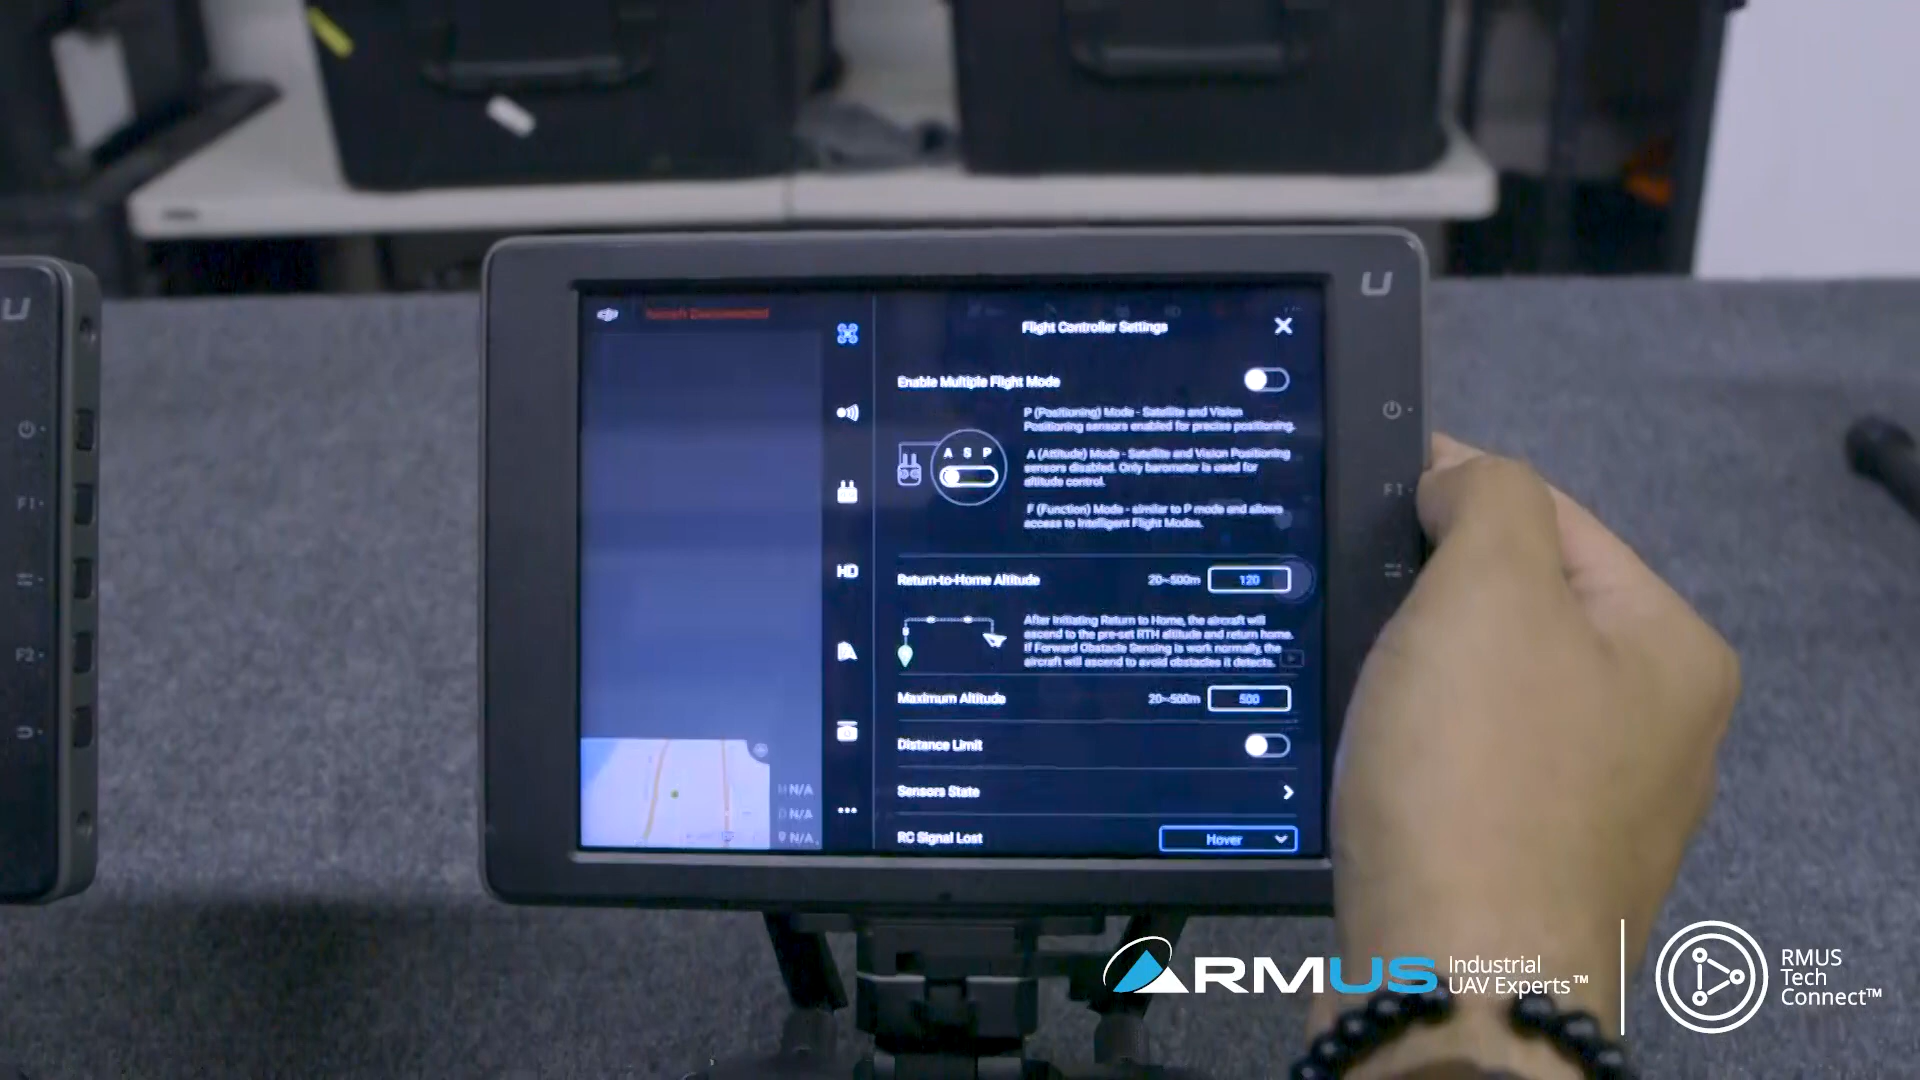 Aircraft Disconnected
Flight Controller Settings
Enable Multiple Flight Mode
P (Positioning) Mode - Satellite and Vision
Positioning sensors enabled for precise positioning.
A S P
A (Attitude) Mode - Satellite and Vision Positioning
sensors disabled. Only barometer is used for
altitude control.
F (Function) Mode - similar to P mode and allows
access to Intelligent Flight Modes.
HD
Return-to-Home Altitude 20~500m 120
After Initiating Return to Home, the aircraft will
ascend to the pre-set RTH altitude and return home.
If Forward Obstacle Sensing is work normally, the
aircraft will ascend to avoid obstacles it detects.
Maximum Altitude 20~500m 500
Distance Limit
Sensors State
N/A
N/A
N/A
RC Signal Lost Hover
F1
F2
F1
RMUS Industrial
UAV Experts™
RMUS
Tech
Connect™